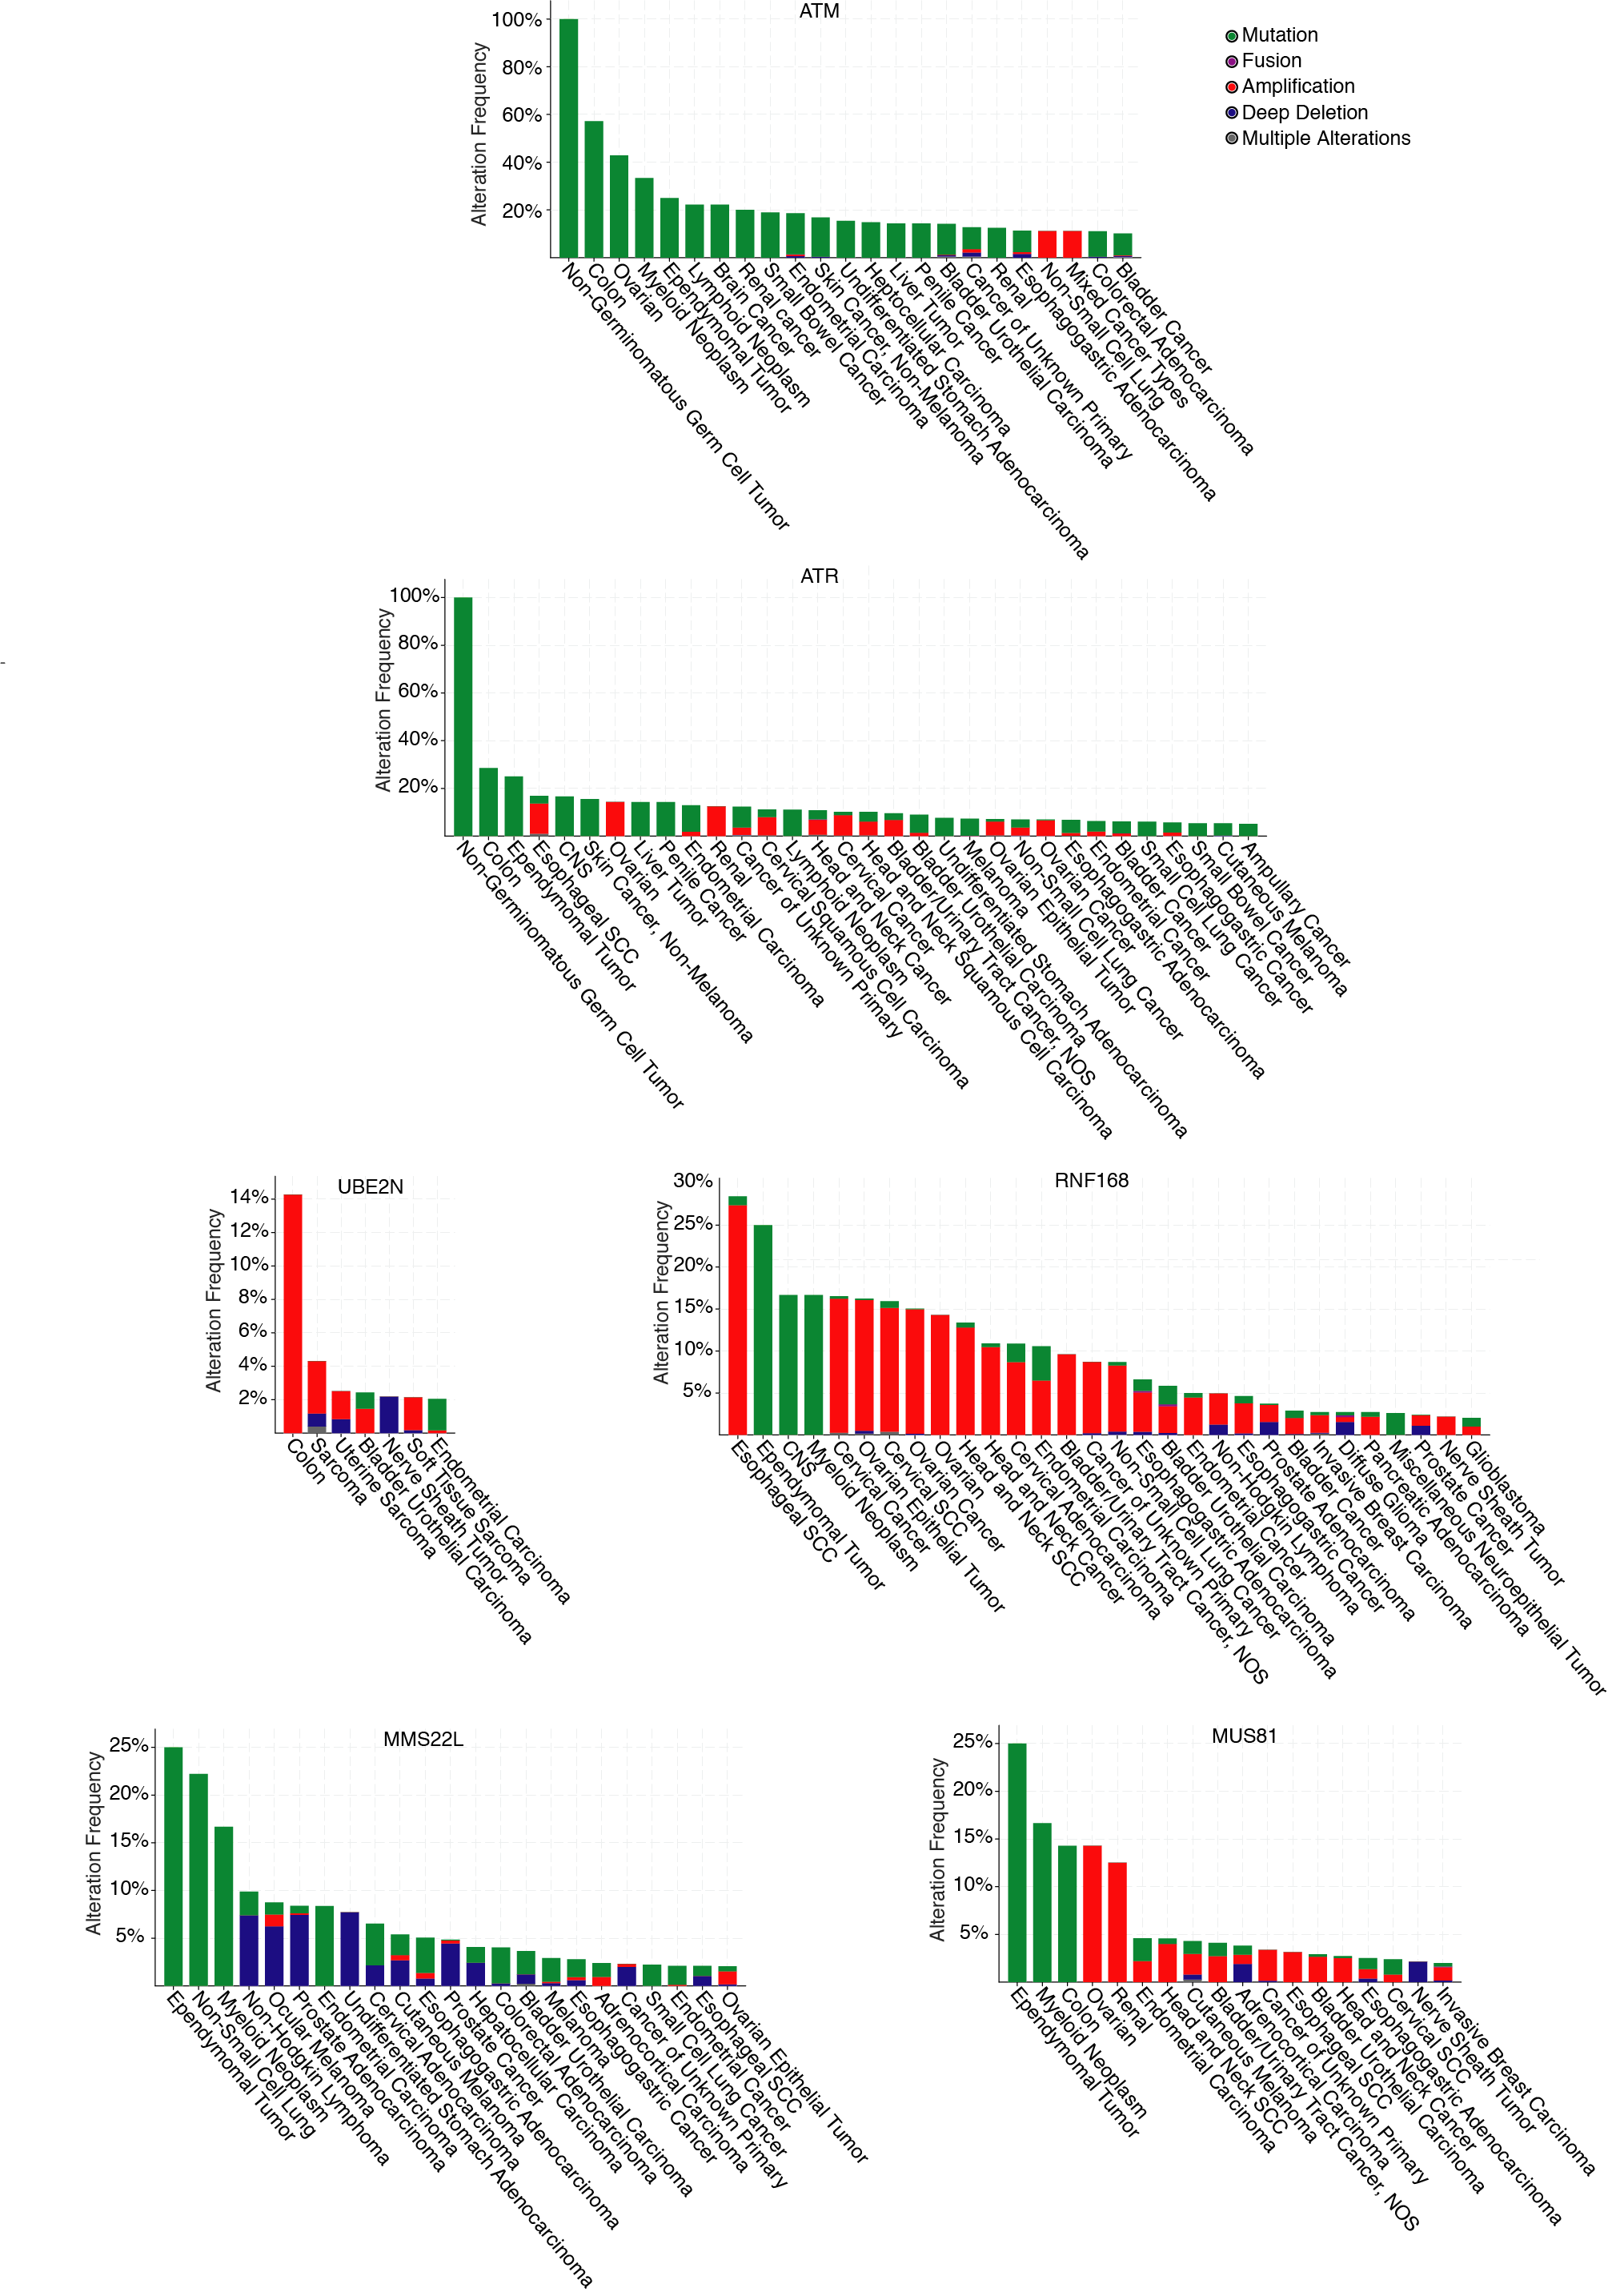 ATM
Alteration Frequency
100%
80%
60%
40%
20%
Mutation
Fusion
Amplification
Deep Deletion
Multiple Alterations
Non-Germinomatous Germ Cell Tumor
Colon
Ovarian
Myeloid Neoplasm
Ependymomal Tumor
Lymphoid Neoplasm
Brain Cancer
Renal cancer
Small Bowel Cancer
Endometrial Carcinoma
Skin Cancer, Non-Melanoma
Undifferentiated Stomach Adenocarcinoma
Heptocellular Carcinoma
Liver Tumor
Penile Cancer
Bladder Urothelial Carcinoma
Cancer of Unknown Primary
Renal
Esophagogastric Adenocarcinoma
Non-Small Cell Lung
Mixed Cancer Types
Colorectal Adenocarcinoma
Bladder Cancer
ATR
Alteration Frequency
100%
80%
60%
40%
20%
Non-Germinomatous Germ Cell Tumor
Colon
Ependymomal Tumor
Esophageal SCC
CNS
Skin Cancer, Non-Melanoma
Ovarian
Liver Tumor
Penile Cancer
Endometrial Carcinoma
Renal
Cancer of Unknown Primary
Cervical Squamous Cell Carcinoma
Lymphoid Neoplasm
Head and Neck Cancer
Cervical Cancer
Head and Neck Squamous Cell Carcinoma
Bladder/Urinary Tract Cancer, NOS
Bladder Urothelial Carcinoma
Undifferentiated Stomach Adenocarcinoma
Melanoma
Ovarian Epithelial Tumor
Non-Small Cell Lung Cancer
Ovarian Cancer
Esophagogastric Adenocarcinoma
Endometrial Cancer
Bladder Cancer
Small Cell Lung Cancer
Esophagogastric Cancer
Small Bowel Cancer
Cutaneous Melanoma
Ampullary Cancer
UBE2N
Alteration Frequency
14%
12%
10%
8%
6%
4%
2%
Colon
Sarcoma
Uterine Sarcoma
Bladder Urothelial Carcinoma
Nerve Sheath Tumor
Soft Tissue Sarcoma
Endometrial Carcinoma
RNF168
Alteration Frequency
30%
25%
20%
15%
10%
5%
Esophageal SCC
Ependymomal Tumor
CNS
Myeloid Neoplasm
Cervical Cancer
Ovarian Epithelial Tumor
Cervical SCC
Ovarian Cancer
Ovarian
Head and Neck SCC
Head and Neck Cancer
Cervical Adenocarcinoma
Endometrial Carcinoma
Bladder/Urinary Tract Cancer, NOS
Cancer of Unknown Primary
Non-Small Cell Lung Cancer
Esophagogastric Adenocarcinoma
Bladder Urothelial Carcinoma
Endometrial Cancer
Non-Hodgkin Lymphoma
Esophagogastric Cancer
Prostate Adenocarcinoma
Bladder Cancer
Invasive Breast Carcinoma
Diffuse Glioma
Pancreatic Adenocarcinoma
Miscellaneous Neuroepithelial Tumor
Prostate Cancer
Nerve Sheath Tumor
Glioblastoma
MMS22L
Alteration Frequency
25%
20%
15%
10%
5%
Ependymomal Tumor
Non-Small Cell Lung
Myeloid Neoplasm
Non-Hodgkin Lymphoma
Ocular Melanoma
Prostate Adenocarcinoma
Endometrial Carcinoma
Undifferentiated Stomach Adenocarcinoma
Cervical Adenocarcinoma
Cutaneous Melanoma
Esophagogastric Adenocarcinoma
Prostate Cancer
Hepatocellular Carcinoma
Colorectal Adenocarcinoma
Bladder Urothelial Carcinoma
Melanoma
Esophagogastric Cancer
Adrenocortical Carcinoma
Cancer of Unknown Primary
Small Cell Lung Cancer
Endometrial Cancer
Esophageal SCC
Ovarian Epithelial Tumor
MUS81
Alteration Frequency
25%
20%
15%
10%
5%
Ependymomal Tumor
Myeloid Neoplasm
Colon
Ovarian
Renal
Endometrial Carcinoma
Head and Neck SCC
Cutaneous Melanoma
Bladder/Urinary Tract Cancer, NOS
Adrenocortical Carcinoma
Cancer of Unknown Primary
Esophageal SCC
Bladder Urothelial Carcinoma
Head and Neck Cancer
Esophagogastric Adenocarcinoma
Cervical SCC
Nerve Sheath Tumor
Invasive Breast Carcinoma